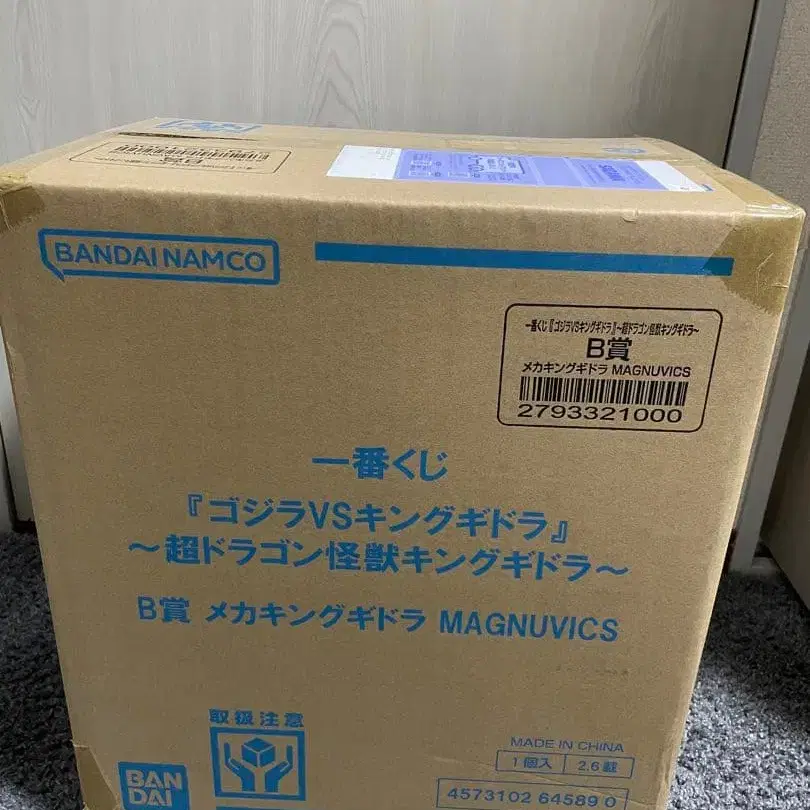 BANDAI NAMCO
一番くじ『ゴジラVSキングギドラ』～超ドラゴン怪獣キングギドラ～
B賞
メカキングギドラ MAGNUVICS
2793321000
一番くじ
『ゴジラVSキングギドラ』
～超ドラゴン怪獣キングギドラ～
B賞 メカキングギドラ MAGNUVICS
取扱注意
MADE IN CHINA
1個入 2.6載
BAN
DAI
4573102 64589 0